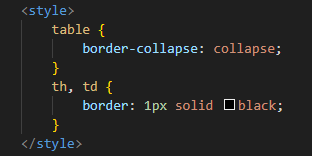 <style>
    table {
        border-collapse: collapse;
    }
    th, td {
        border: 1px solid black;
    }
</style>